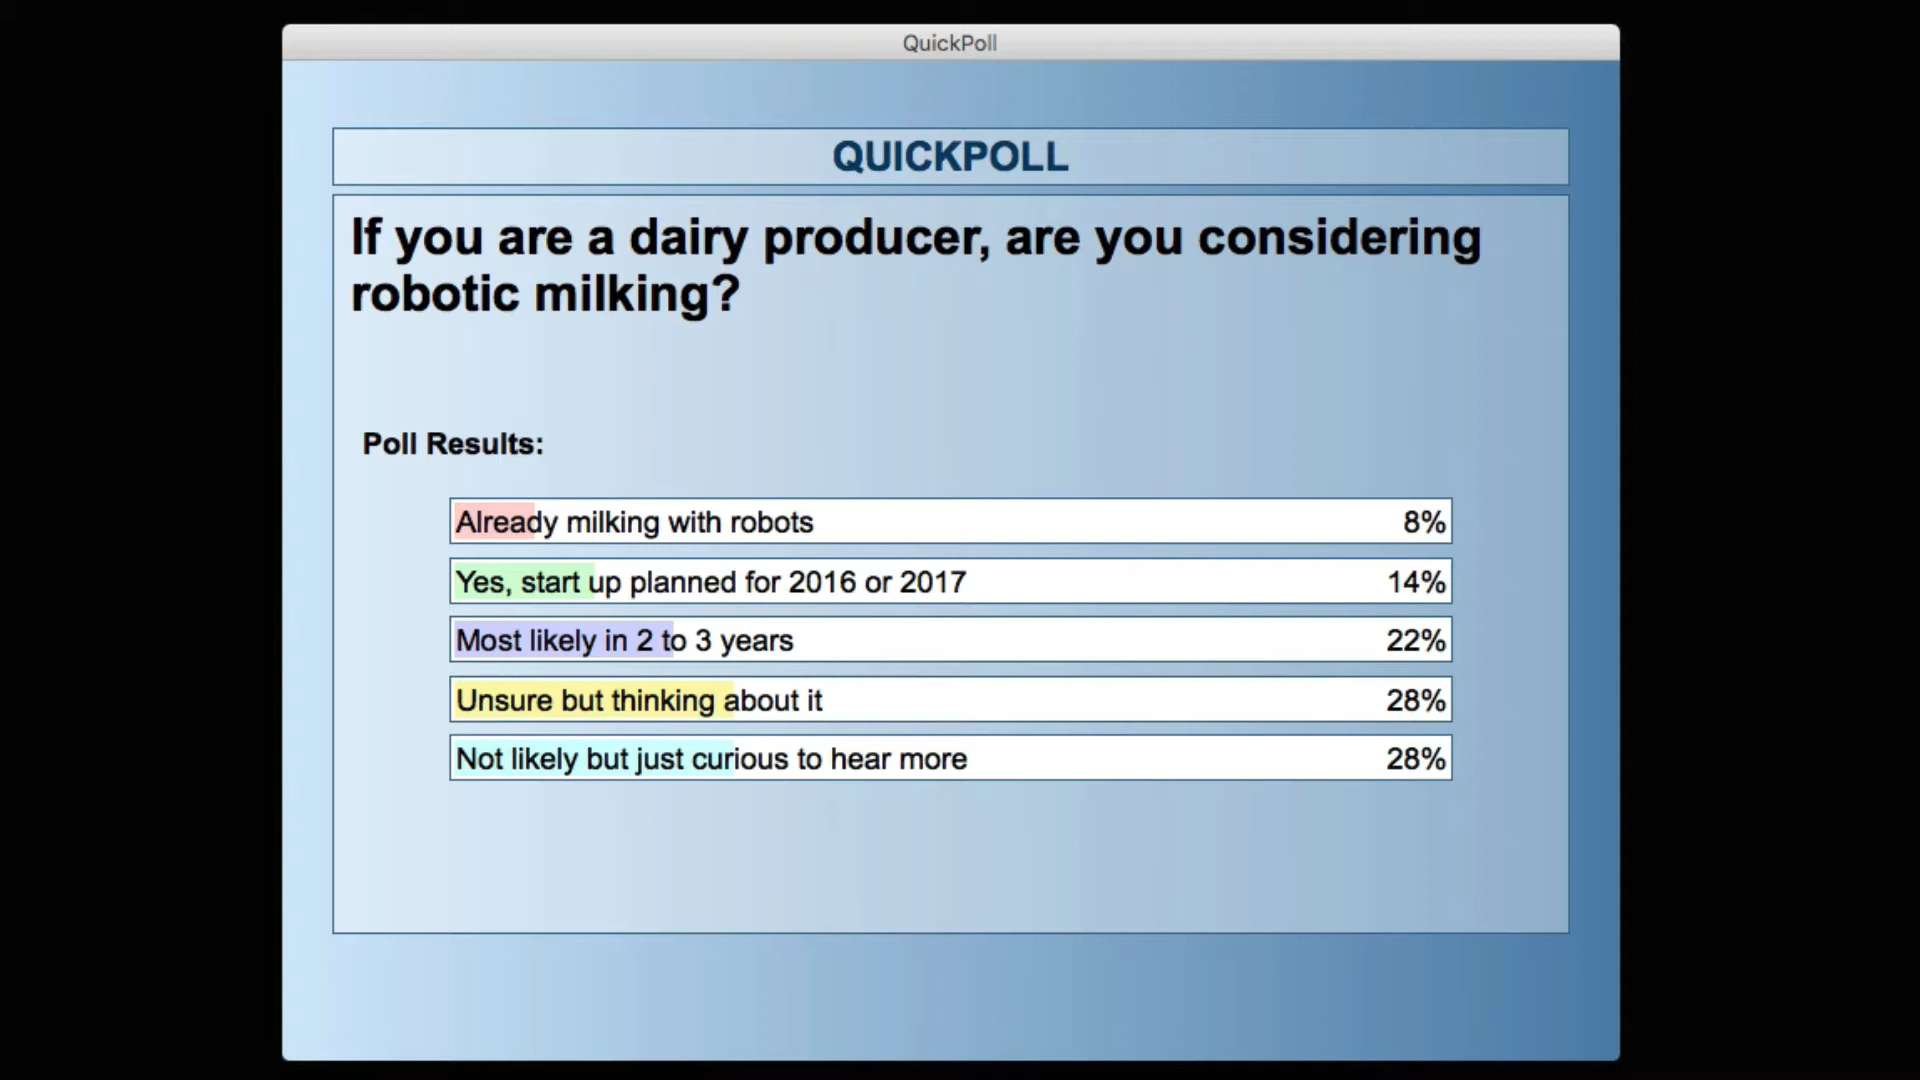 QuickPoll
QUICKPOLL
If you are a dairy producer, are you considering
robotic milking?
Poll Results:
Already milking with robots 8%
Yes, start up planned for 2016 or 2017 14%
Most likely in 2 to 3 years 22%
Unsure but thinking about it 28%
Not likely but just curious to hear more 28%